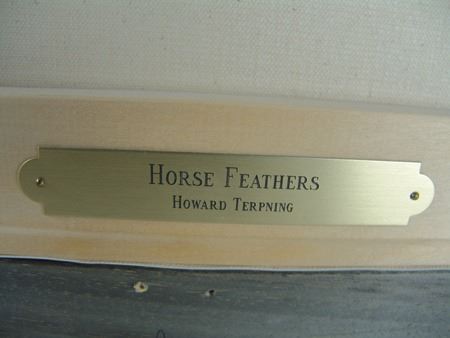 Horse Feathers
Howard Terpning